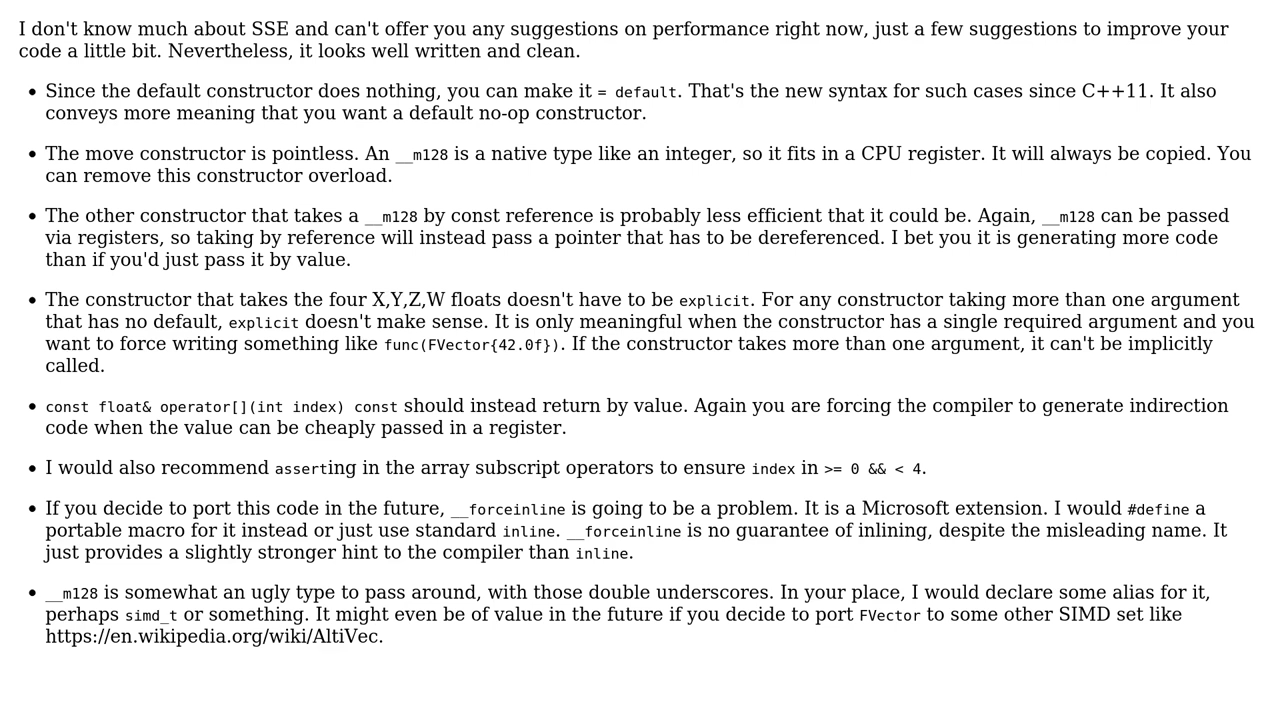 I don't know much about SSE and can't offer you any suggestions on performance right now, just a few suggestions to improve your
code a little bit. Nevertheless, it looks well written and clean.
• Since the default constructor does nothing, you can make it = default. That's the new syntax for such cases since C++11. It also
conveys more meaning that you want a default no-op constructor.
• The move constructor is pointless. An __m128 is a native type like an integer, so it fits in a CPU register. It will always be copied. You
can remove this constructor overload.
• The other constructor that takes a __m128 by const reference is probably less efficient that it could be. Again, __m128 can be passed
via registers, so taking by reference will instead pass a pointer that has to be dereferenced. I bet you it is generating more code
than if you'd just pass it by value.
• The constructor that takes the four X,Y,Z,W floats doesn't have to be explicit. For any constructor taking more than one argument
that has no default, explicit doesn't make sense. It is only meaningful when the constructor has a single required argument and you
want to force writing something like func(FVector{42.0f}). If the constructor takes more than one argument, it can't be implicitly
called.
• const float& operator[](int index) const should instead return by value. Again you are forcing the compiler to generate indirection
code when the value can be cheaply passed in a register.
• I would also recommend asserting in the array subscript operators to ensure index in >= 0 && < 4.
• If you decide to port this code in the future, __forceinline is going to be a problem. It is a Microsoft extension. I would #define a
portable macro for it instead or just use standard inline. __forceinline is no guarantee of inlining, despite the misleading name. It
just provides a slightly stronger hint to the compiler than inline.
• __m128 is somewhat an ugly type to pass around, with those double underscores. In your place, I would declare some alias for it,
perhaps simd_t or something. It might even be of value in the future if you decide to port FVector to some other SIMD set like
https://en.wikipedia.org/wiki/AltiVec.